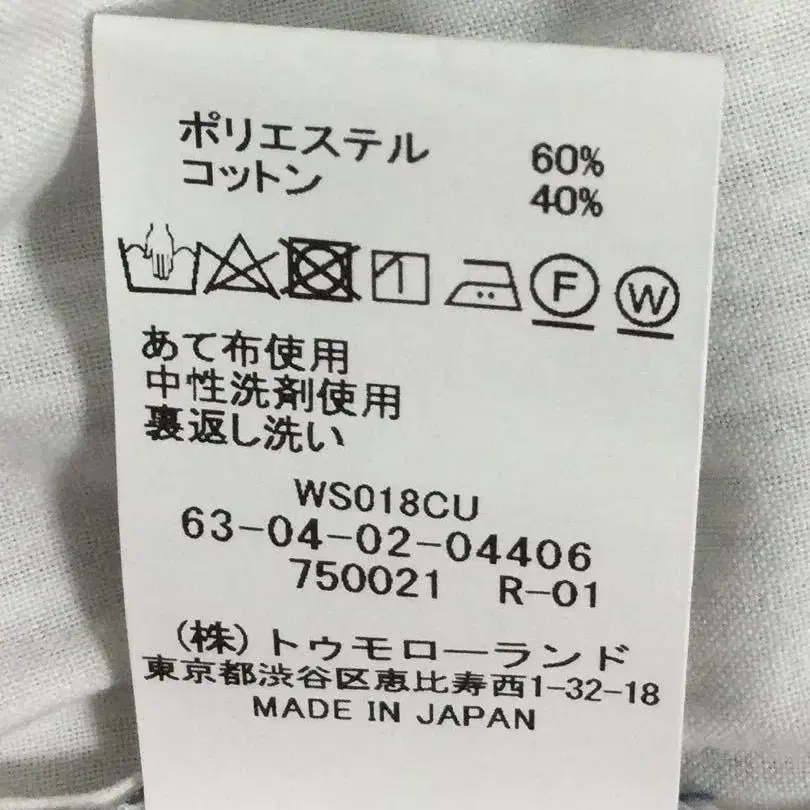 ポリエステル 60%
コットン 40%
F W
あて布使用
中性洗剤使用
裏返し洗い
WS018CU
63-04-02-04406
750021 R-01
(株)トゥモローランド
東京都渋谷区恵比寿西1-32-18
MADE IN JAPAN